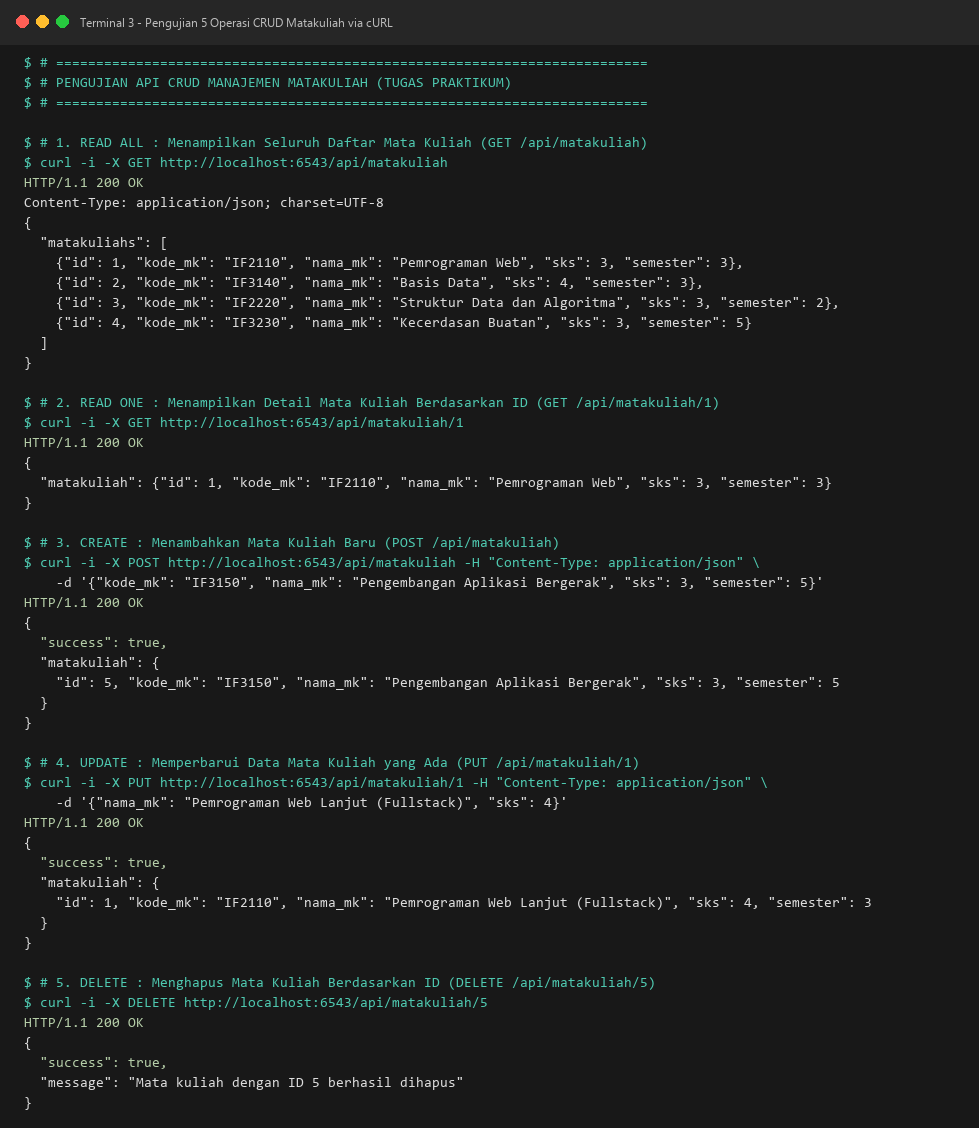 Terminal 3 - Pengujian 5 Operasi CRUD Matakuliah via cURL
$ # ==========================================================================
$ # PENGUJIAN API CRUD MANAJEMEN MATAKULIAH (TUGAS PRAKTIKUM)
$ # ==========================================================================
$ # 1. READ ALL : Menampilkan Seluruh Daftar Mata Kuliah (GET /api/matakuliah)
$ curl -i -X GET http://localhost:6543/api/matakuliah
HTTP/1.1 200 OK
Content-Type: application/json; charset=UTF-8
{
  "matakuliahs": [
    {"id": 1, "kode_mk": "IF2110", "nama_mk": "Pemrograman Web", "sks": 3, "semester": 3},
    {"id": 2, "kode_mk": "IF3140", "nama_mk": "Basis Data", "sks": 4, "semester": 3},
    {"id": 3, "kode_mk": "IF2220", "nama_mk": "Struktur Data dan Algoritma", "sks": 3, "semester": 2},
    {"id": 4, "kode_mk": "IF3230", "nama_mk": "Kecerdasan Buatan", "sks": 3, "semester": 5}
  ]
}
$ # 2. READ ONE : Menampilkan Detail Mata Kuliah Berdasarkan ID (GET /api/matakuliah/1)
$ curl -i -X GET http://localhost:6543/api/matakuliah/1
HTTP/1.1 200 OK
{
  "matakuliah": {"id": 1, "kode_mk": "IF2110", "nama_mk": "Pemrograman Web", "sks": 3, "semester": 3}
}
$ # 3. CREATE : Menambahkan Mata Kuliah Baru (POST /api/matakuliah)
$ curl -i -X POST http://localhost:6543/api/matakuliah -H "Content-Type: application/json" \
    -d '{"kode_mk": "IF3150", "nama_mk": "Pengembangan Aplikasi Bergerak", "sks": 3, "semester": 5}'
HTTP/1.1 200 OK
{
  "success": true,
  "matakuliah": {
    "id": 5, "kode_mk": "IF3150", "nama_mk": "Pengembangan Aplikasi Bergerak", "sks": 3, "semester": 5
  }
}
$ # 4. UPDATE : Memperbarui Data Mata Kuliah yang Ada (PUT /api/matakuliah/1)
$ curl -i -X PUT http://localhost:6543/api/matakuliah/1 -H "Content-Type: application/json" \
    -d '{"nama_mk": "Pemrograman Web Lanjut (Fullstack)", "sks": 4}'
HTTP/1.1 200 OK
{
  "success": true,
  "matakuliah": {
    "id": 1, "kode_mk": "IF2110", "nama_mk": "Pemrograman Web Lanjut (Fullstack)", "sks": 4, "semester": 3
  }
}
$ # 5. DELETE : Menghapus Mata Kuliah Berdasarkan ID (DELETE /api/matakuliah/5)
$ curl -i -X DELETE http://localhost:6543/api/matakuliah/5
HTTP/1.1 200 OK
{
  "success": true,
  "message": "Mata kuliah dengan ID 5 berhasil dihapus"
}